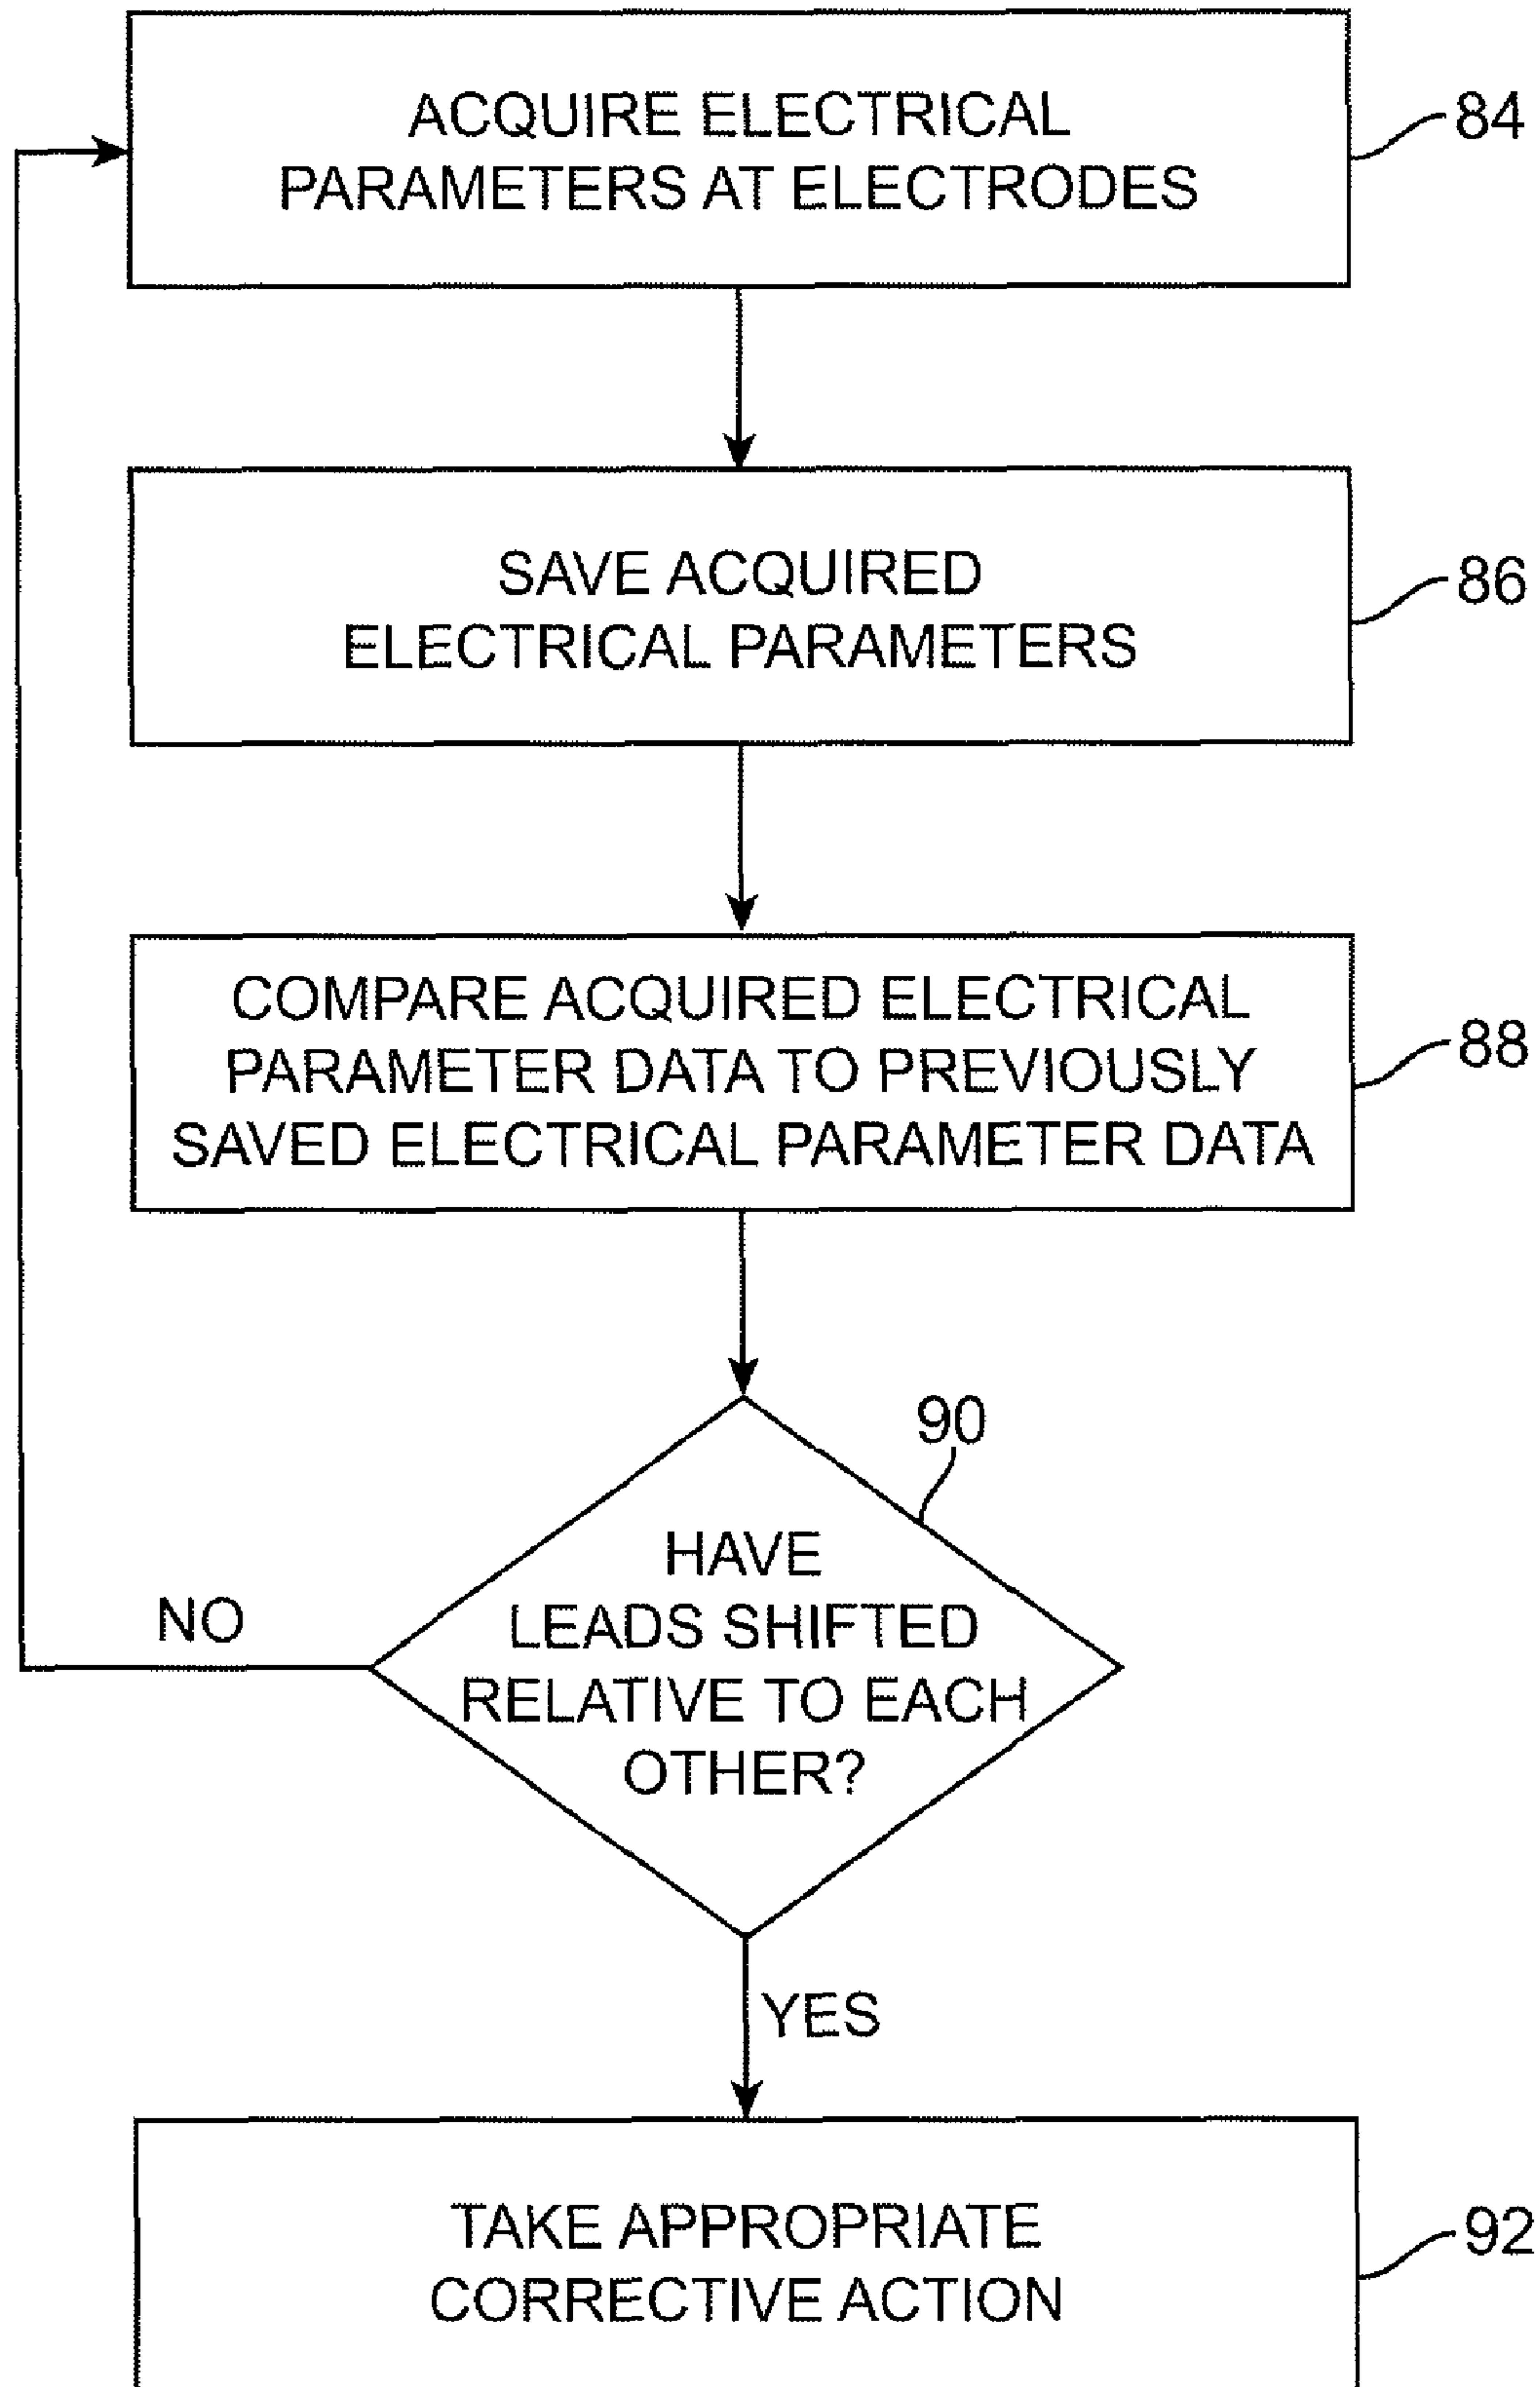 ACQUIRE ELECTRICAL
PARAMETERS AT ELECTRODES
84
SAVE ACQUIRED
ELECTRICAL PARAMETERS
86
COMPARE ACQUIRED ELECTRICAL
PARAMETER DATA TO PREVIOUSLY
SAVED ELECTRICAL PARAMETER DATA
88
90
HAVE
LEADS SHIFTED
RELATIVE TO EACH
OTHER?
NO
YES
TAKE APPROPRIATE
CORRECTIVE ACTION
92